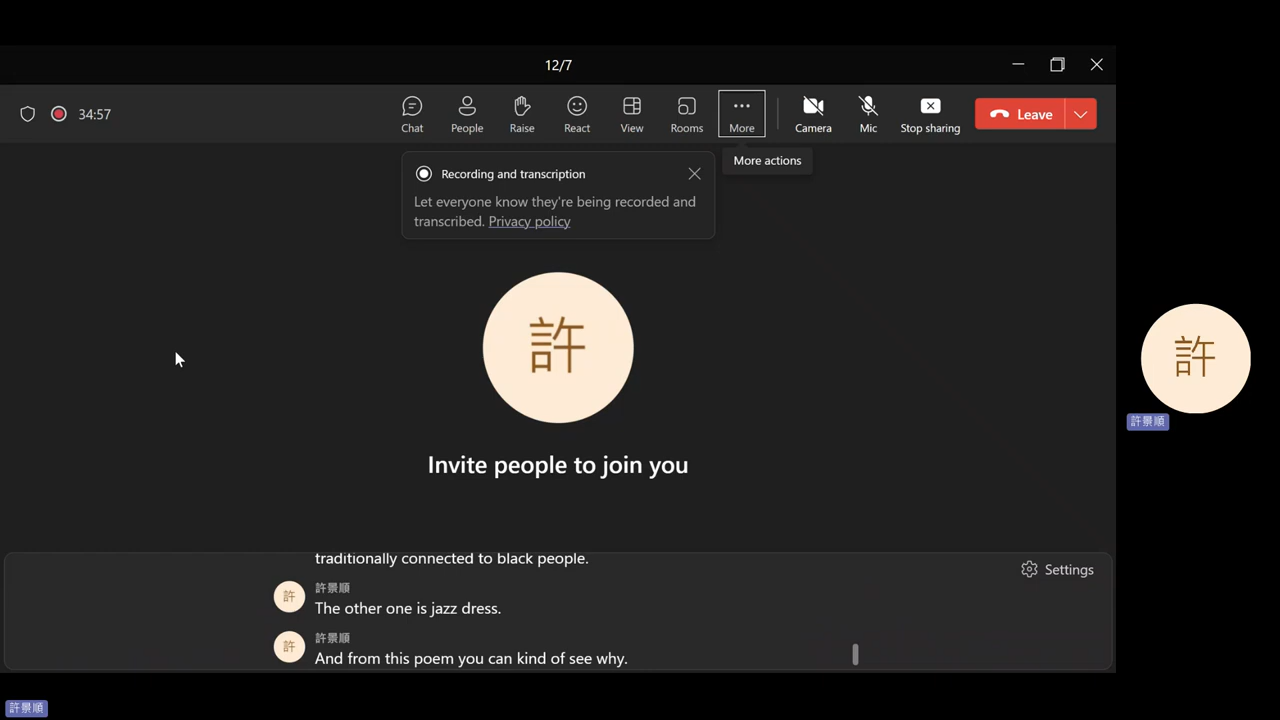 12/7
34:57
Chat
People
Raise
React
View
Rooms
More
Camera
Mic
Stop sharing
Leave
More actions
Recording and transcription
Let everyone know they're being recorded and
transcribed. Privacy policy
許
Invite people to join you
許
許景順
traditionally connected to black people.
Settings
許
許景順
The other one is jazz dress.
許
許景順
And from this poem you can kind of see why.
許景順